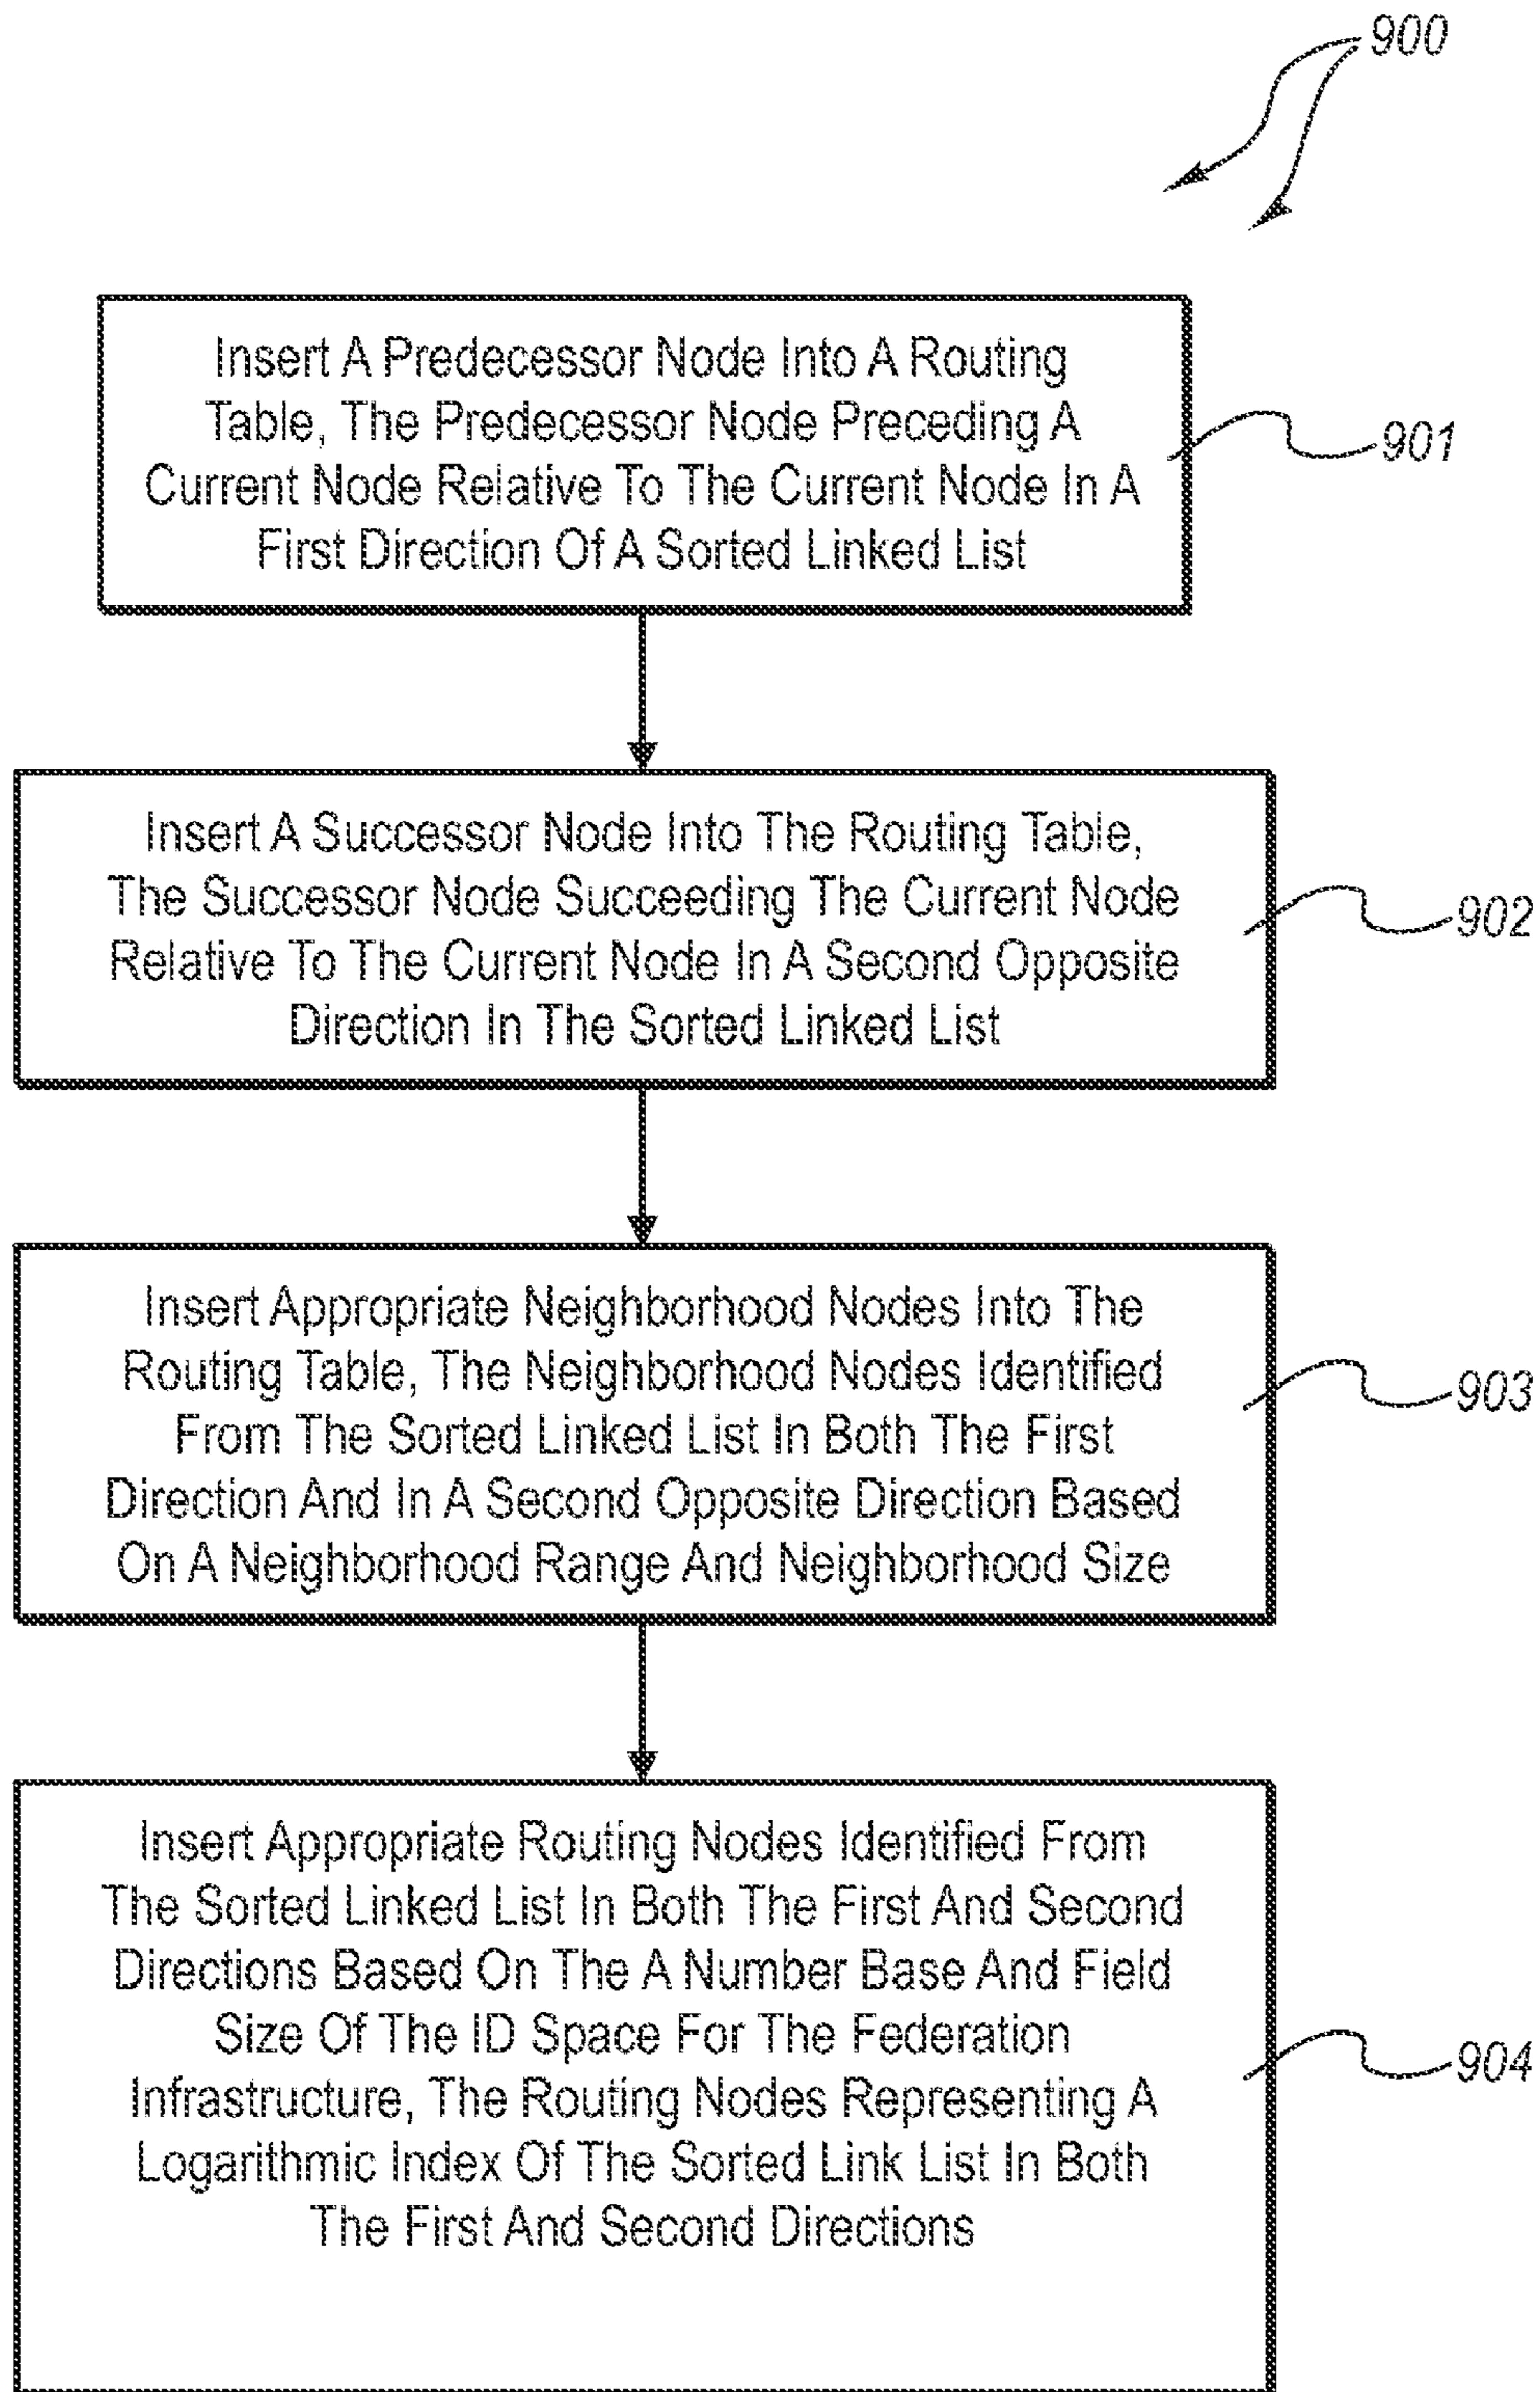 900
Insert A Predecessor Node Into A Routing
Table, The Predecessor Node Preceding A
Current Node Relative To The Current Node In A
First Direction Of A Sorted Linked List
901
Insert A Successor Node Into The Routing Table,
The Successor Node Succeeding The Current Node
Relative To The Current Node In A Second Opposite
Direction In The Sorted Linked List
902
Insert Appropriate Neighborhood Nodes Into The
Routing Table, The Neighborhood Nodes Identified
From The Sorted Linked List In Both The First
Direction And In A Second Opposite Direction Based
On A Neighborhood Range And Neighborhood Size
903
Insert Appropriate Routing Nodes Identified From
The Sorted Linked List In Both The First And Second
Directions Based On The A Number Base And Field
Size Of The ID Space For The Federation
Infrastructure, The Routing Nodes Representing A
Logarithmic Index Of The Sorted Link List In Both
The First And Second Directions
904